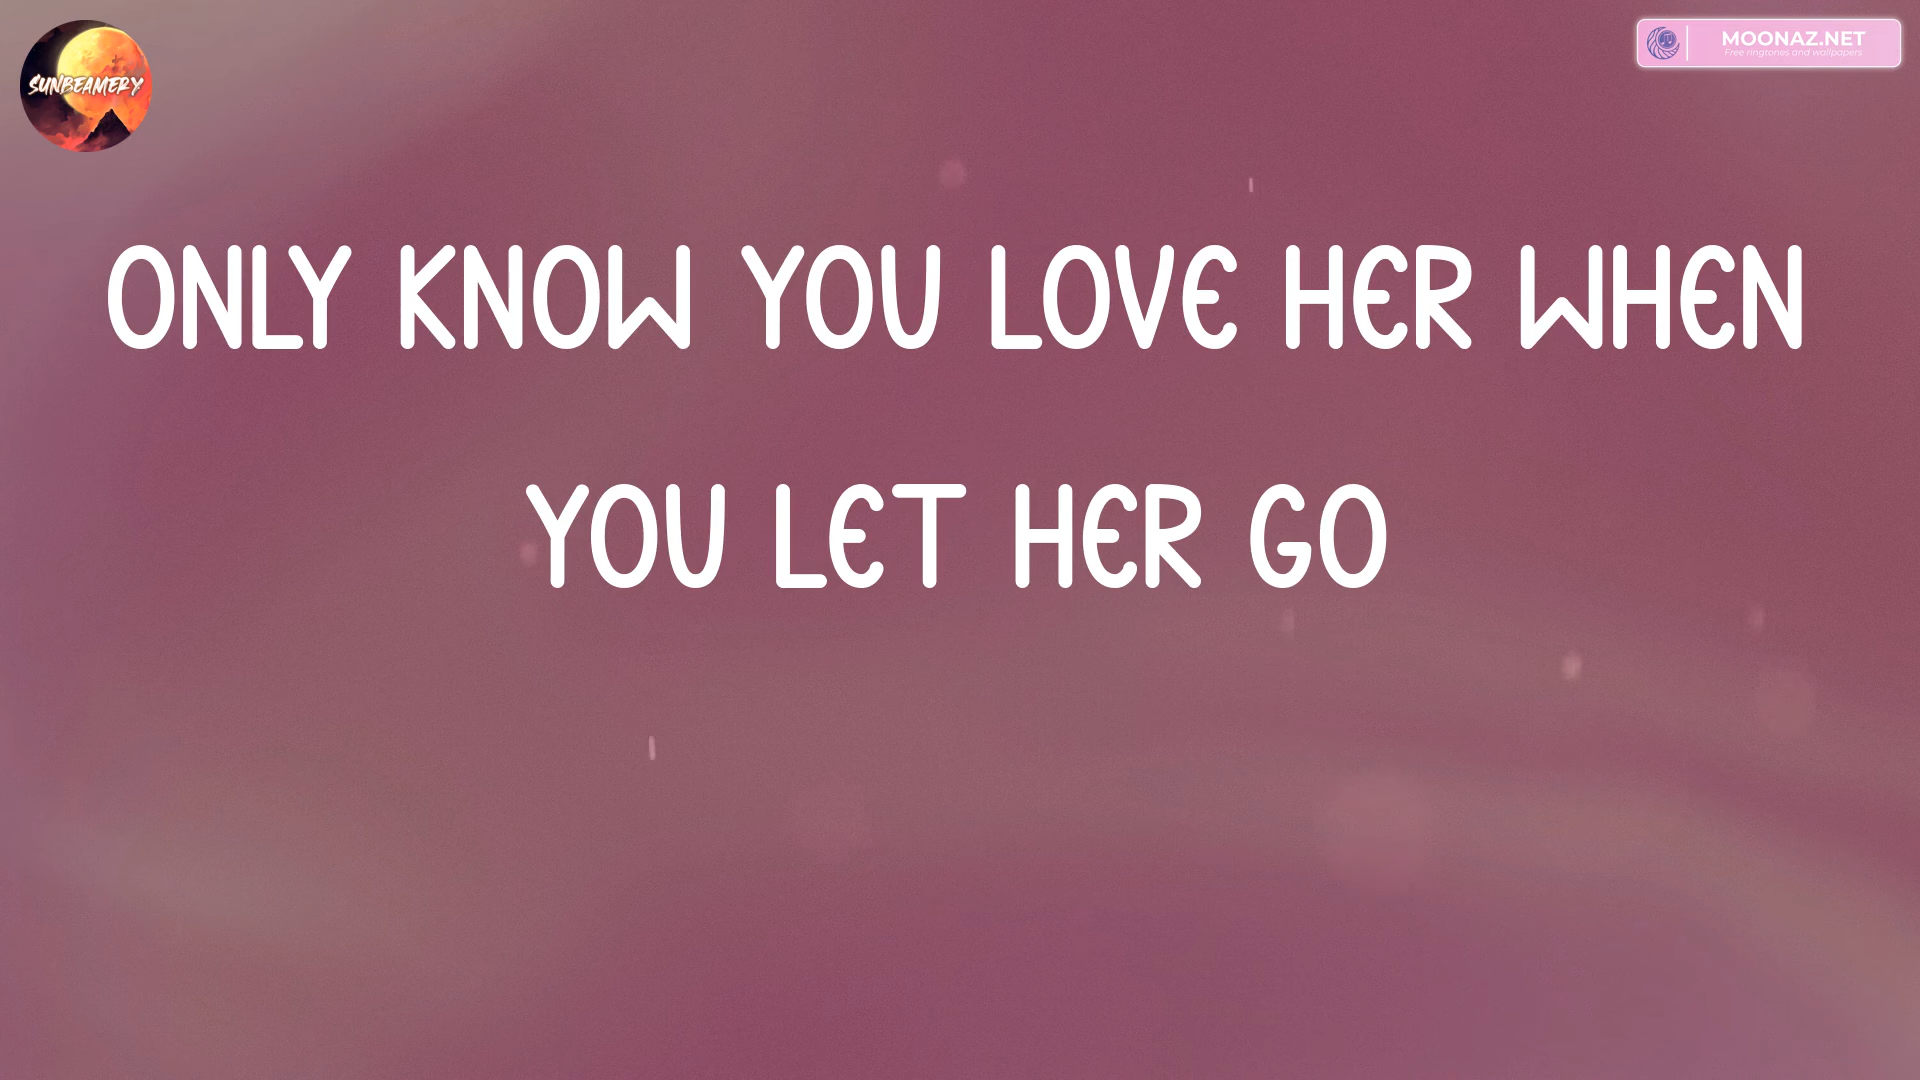 SUNBEAMERY
MOONAZ.NET
Free ringtones and wallpapers
ONLY KNOW YOU LOVE HER WHEN
YOU LET HER GO